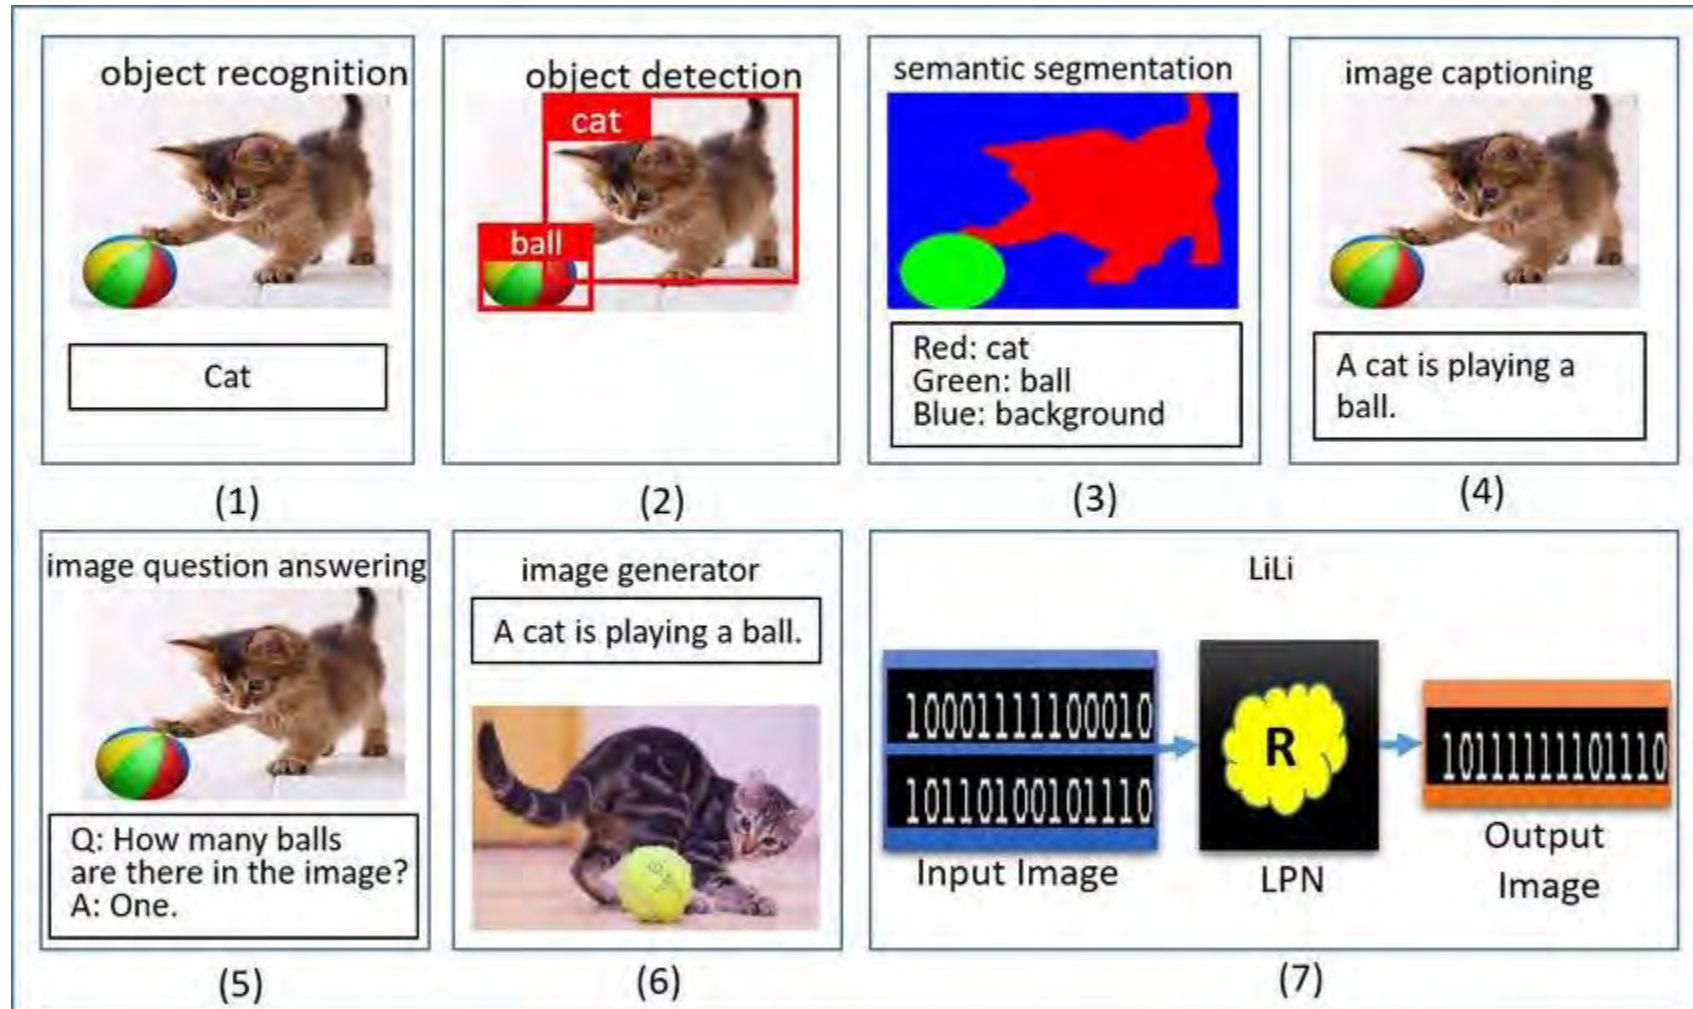 object recognition
Cat
(1)
object detection
cat
ball
(2)
semantic segmentation
Red: cat
Green: ball
Blue: background
(3)
image captioning
A cat is playing a
ball.
(4)
image question answering
Q: How many balls
are there in the image?
A: One.
(5)
image generator
A cat is playing a ball.
(6)
LiLi
10001111100010
10110100101110
Input Image
R
LPN
10111111101110
Output
Image
(7)